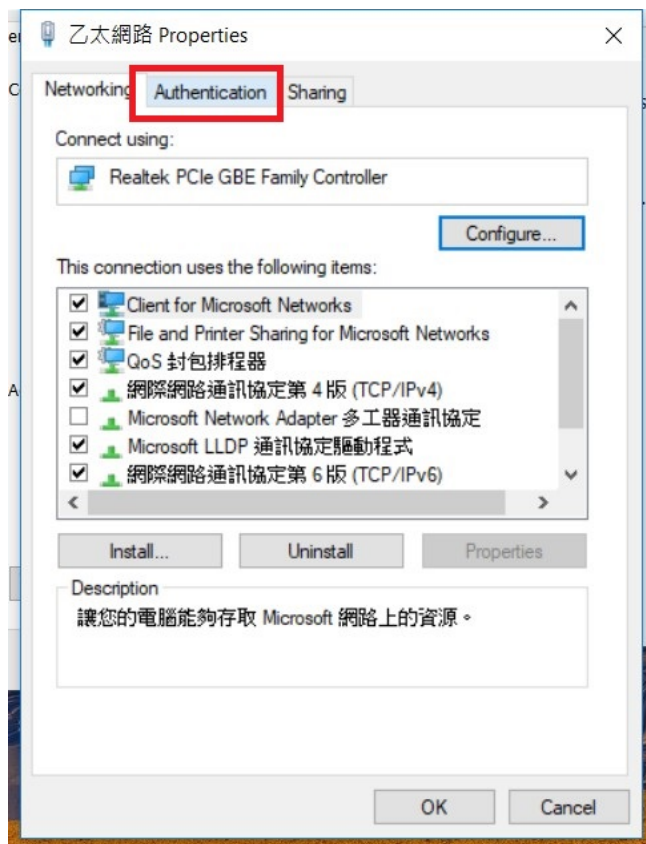 乙太網路 Properties
Networking Authentication Sharing
Connect using:
Realtek PCIe GBE Family Controller
Configure...
This connection uses the following items:
Client for Microsoft Networks
File and Printer Sharing for Microsoft Networks
QoS 封包排程器
網際網路通訊協定第 4 版 (TCP/IPv4)
Microsoft Network Adapter 多工器通訊協定
Microsoft LLDP 通訊協定驅動程式
網際網路通訊協定第 6 版 (TCP/IPv6)
Install... Uninstall Properties
Description
讓您的電腦能夠存取 Microsoft 網路上的資源。
OK Cancel